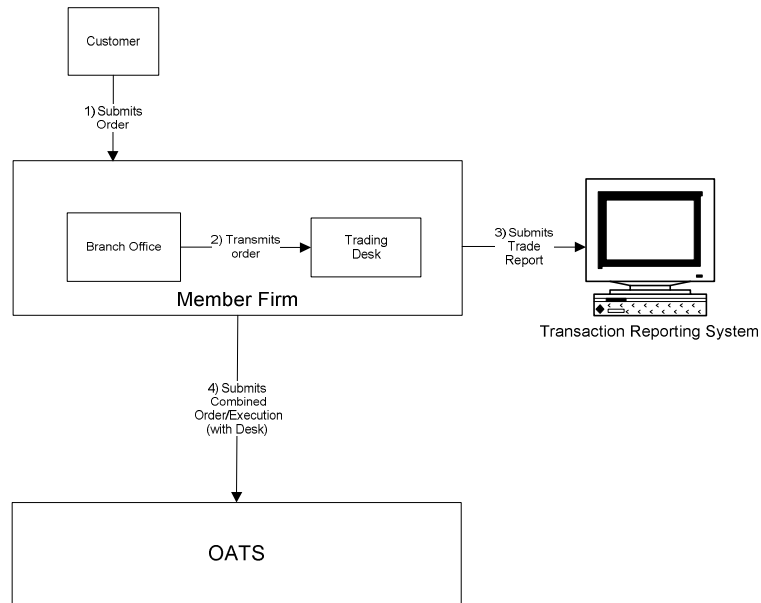 Customer
1) Submits
Order
Branch Office
2) Transmits
order
Trading
Desk
Member Firm
3) Submits
Trade
Report
Transaction Reporting System
4) Submits
Combined
Order/Execution
(with Desk)
OATS